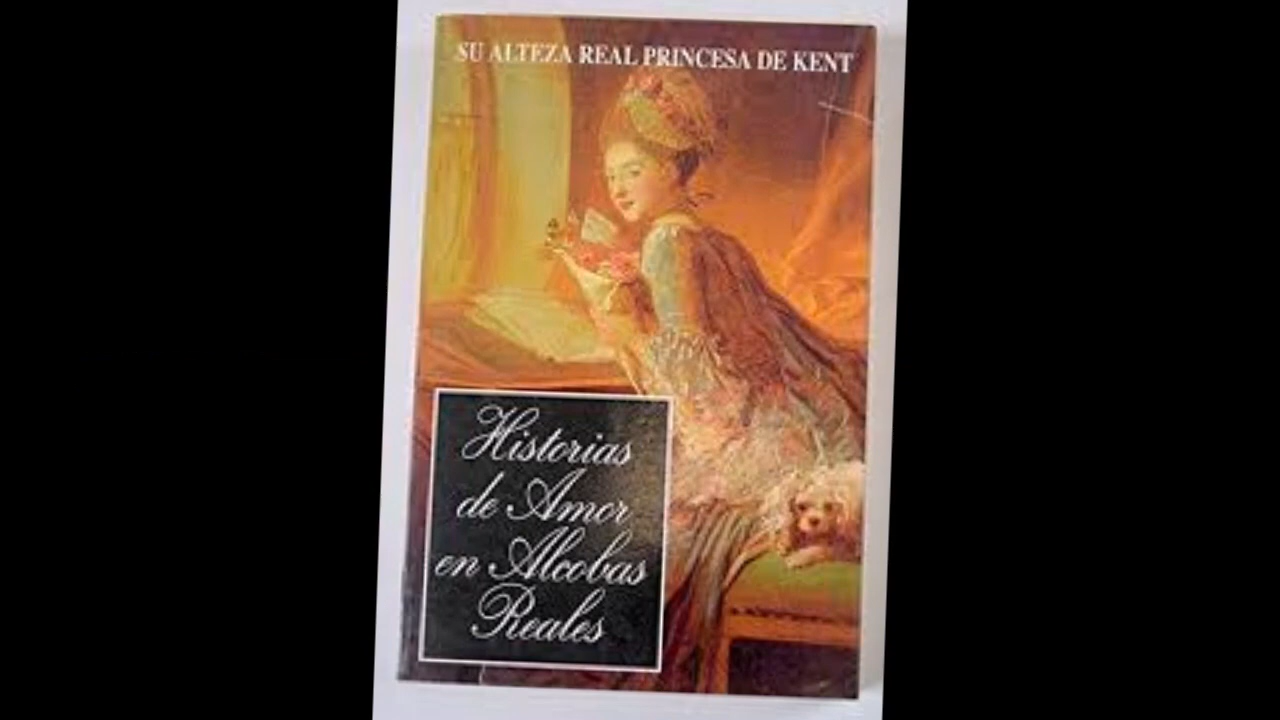 SU ALTEZA REAL PRINCESA DE KENT
Historias
de Amor
en Alcobas
Reales